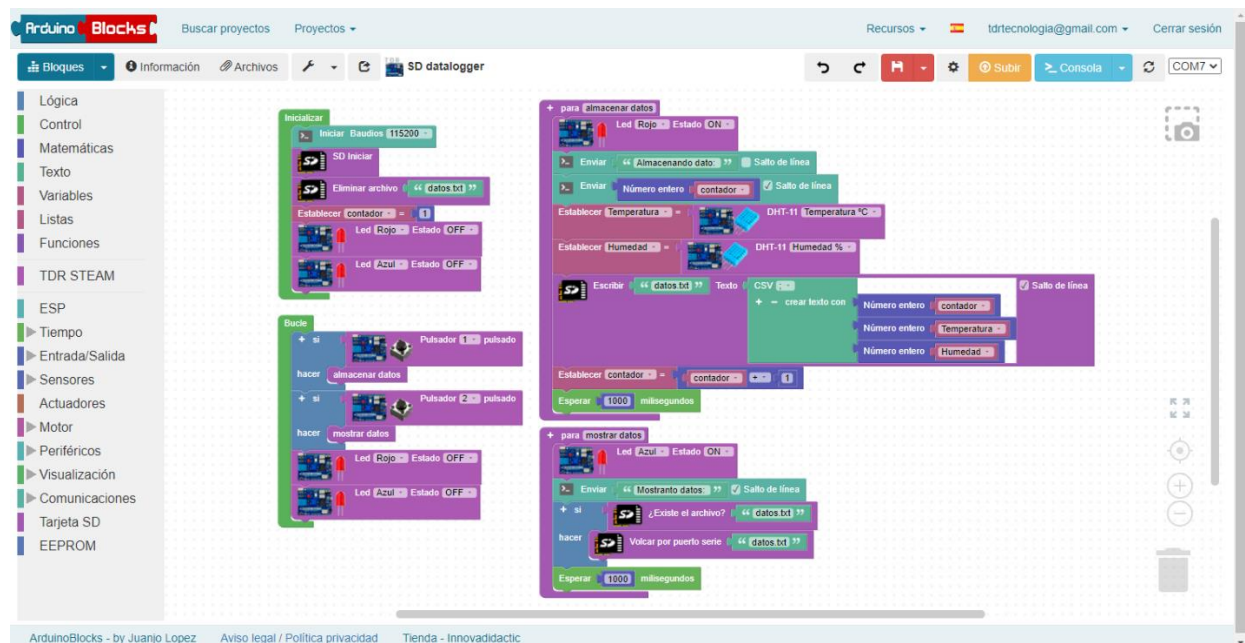 Arduino Blocks
Buscar proyectos
Proyectos
Recursos
tdrtecnologia@gmail.com
Cerrar sesión
Bloques
Información
Archivos
SD datalogger
Subir
>_ Consola
COM7
Lógica
Control
Matemáticas
Texto
Variables
Listas
Funciones
TDR STEAM
ESP
Tiempo
Entrada/Salida
Sensores
Actuadores
Motor
Periféricos
Visualización
Comunicaciones
Tarjeta SD
EEPROM
Inicializar
Iniciar Baudios 115200
SD Iniciar
Eliminar archivo “ datos.txt ”
Establecer contador = 1
Led Rojo Estado OFF
Led Azul Estado OFF
Bucle
+ si Pulsador 1 pulsado
hacer almacenar datos
+ si Pulsador 2 pulsado
hacer mostrar datos
Led Rojo Estado OFF
Led Azul Estado OFF
+ para almacenar datos
Led Rojo Estado ON
Enviar “ Almacenando dato: ” Salto de línea
Enviar Número entero contador Salto de línea
Establecer Temperatura = DHT-11 Temperatura ºC
Establecer Humedad = DHT-11 Humedad %
Escribir “ datos.txt ” Texto CSV Salto de línea
+ − crear texto con Número entero contador
Número entero Temperatura
Número entero Humedad
Establecer contador = contador + 1
Esperar 1000 milisegundos
+ para mostrar datos
Led Azul Estado ON
Enviar “ Mostranto datos: ” Salto de línea
+ si ¿Existe el archivo? “ datos.txt ”
hacer Volcar por puerto serie “ datos.txt ”
Esperar 1000 milisegundos
ArduinoBlocks - by Juanjo Lopez
Aviso legal / Política privacidad
Tienda - Innovadidactic